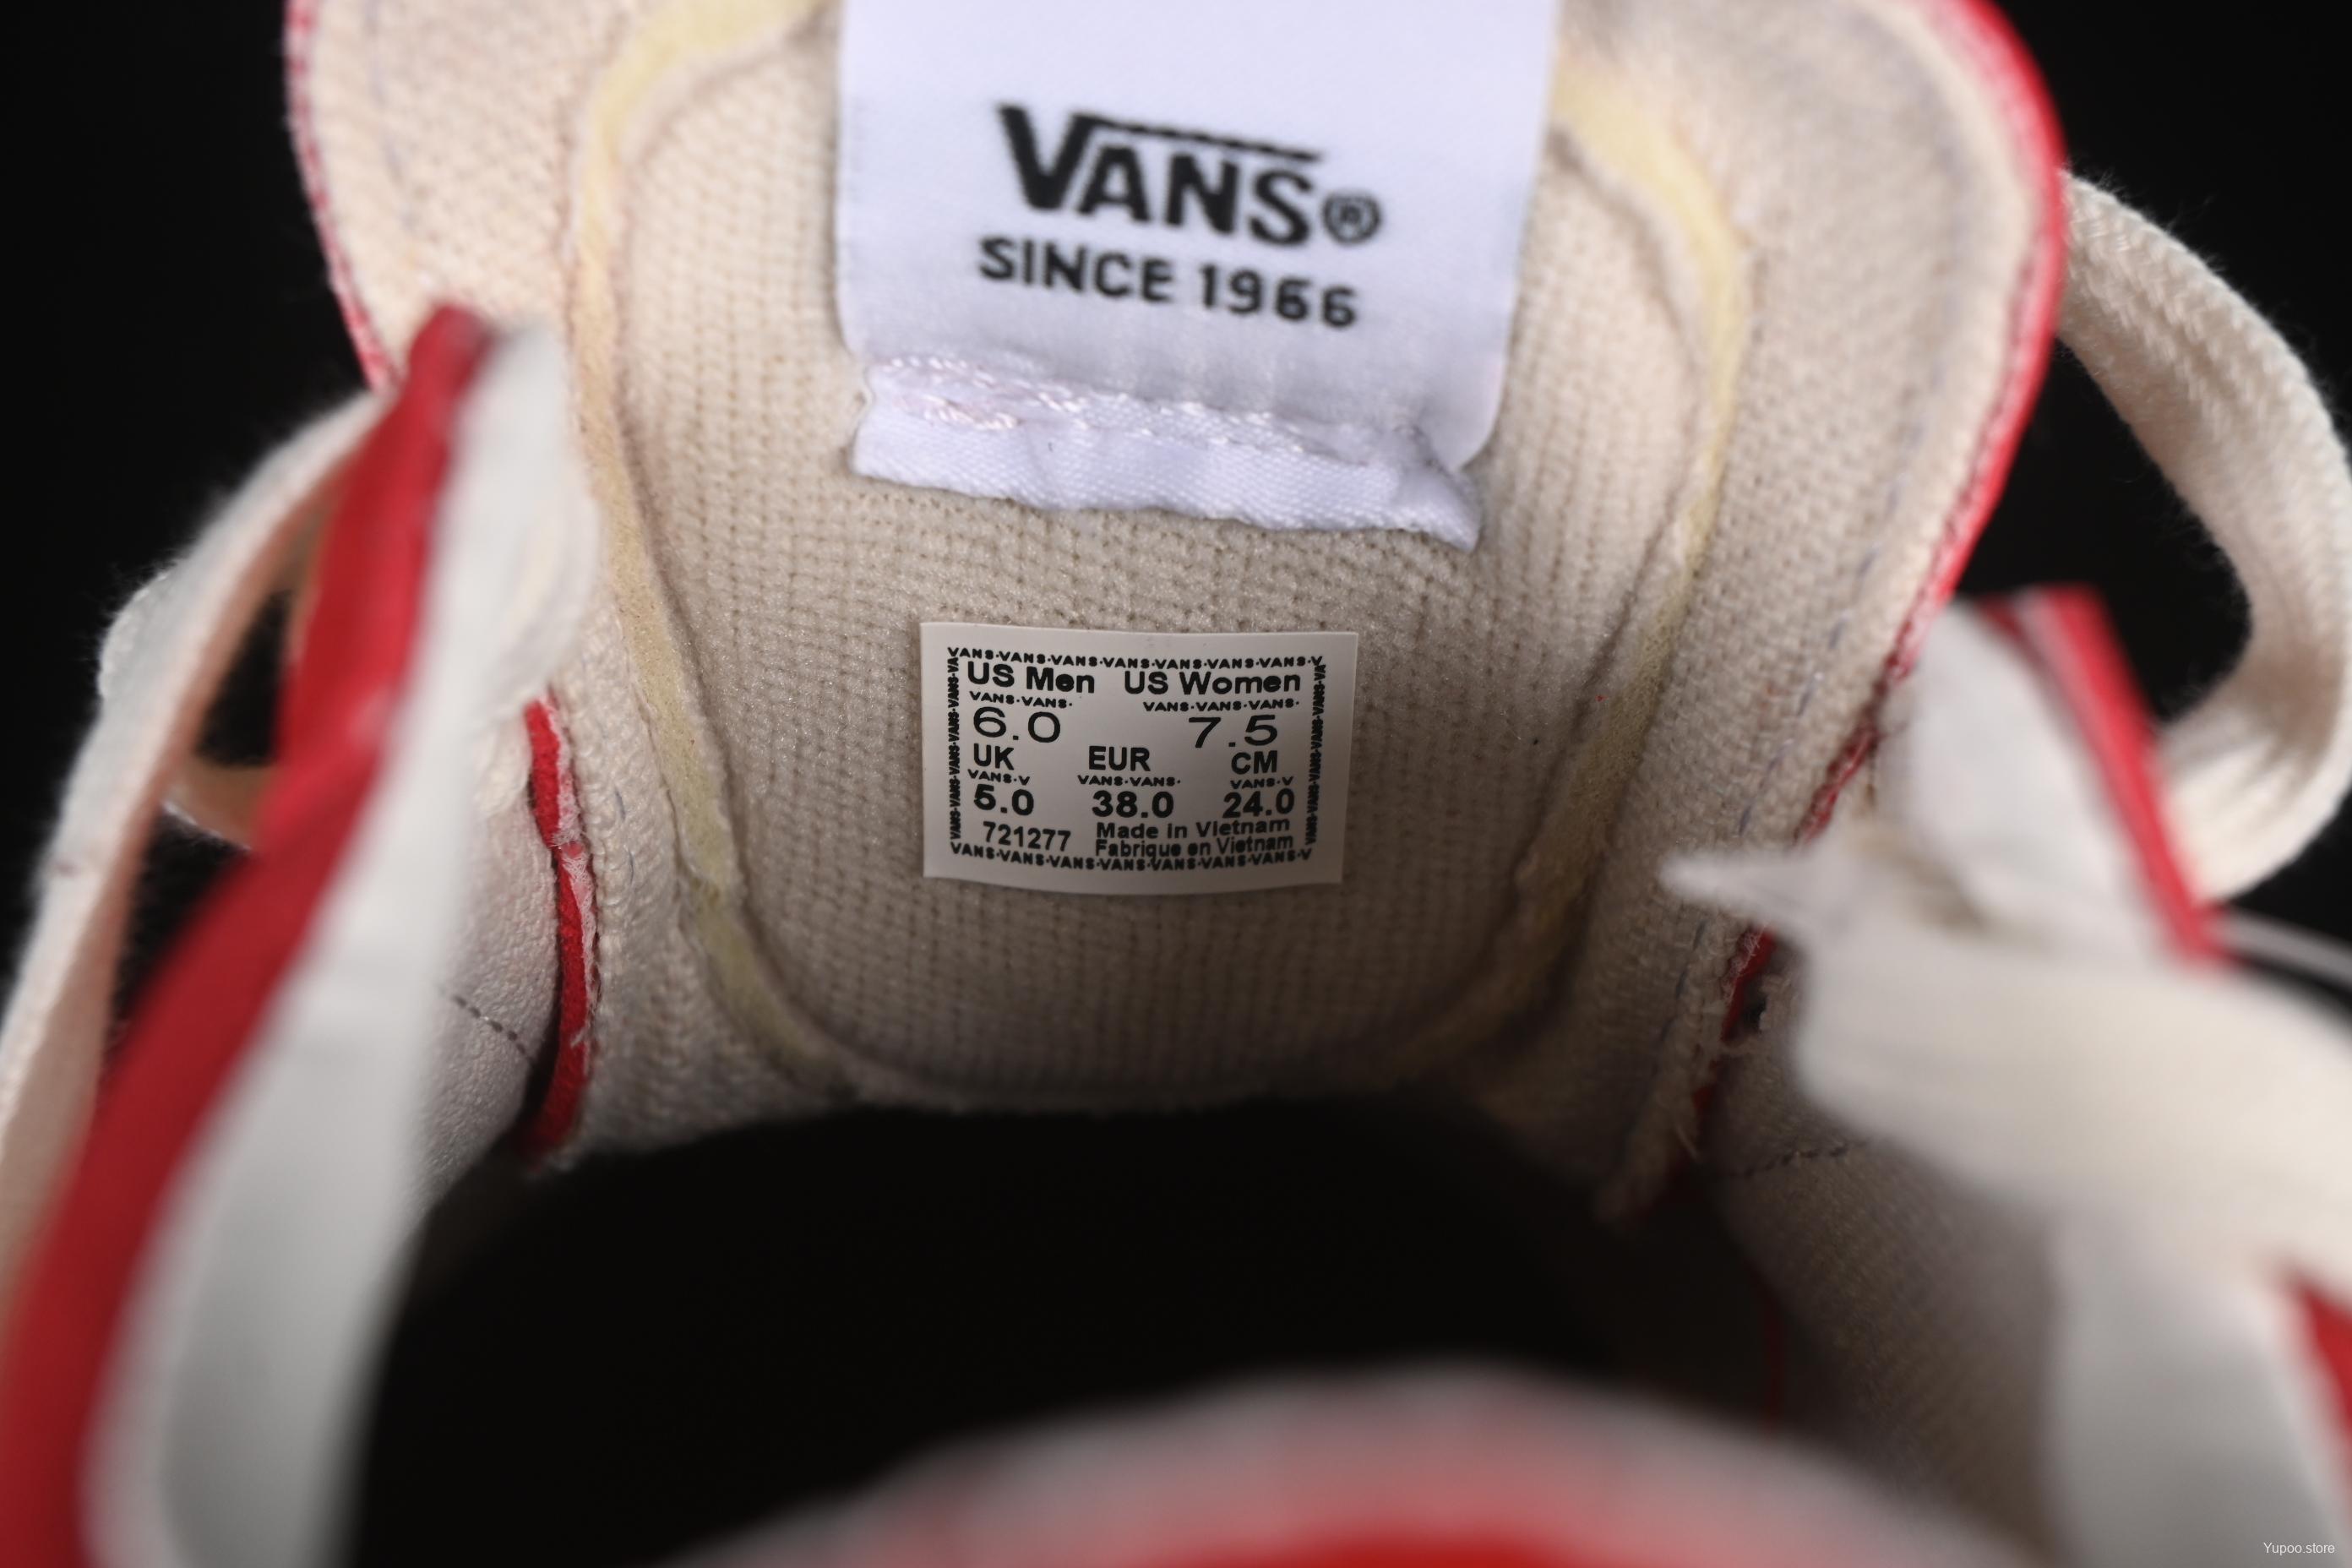 VANS®
SINCE 1966
VANS·VANS·VANS·VANS·VANS·VANS·VANS·V
US Men US Women
VANS·VANS· VANS·VANS·VANS·
6.0 7.5
UK EUR CM
VANS·V VANS·VANS· VANS·V
5.0 38.0 24.0
721277 Made in Vietnam
Fabrique en Vietnam
VANS·VANS·VANS·VANS·VANS·VANS·VANS·V
Yupoo.store